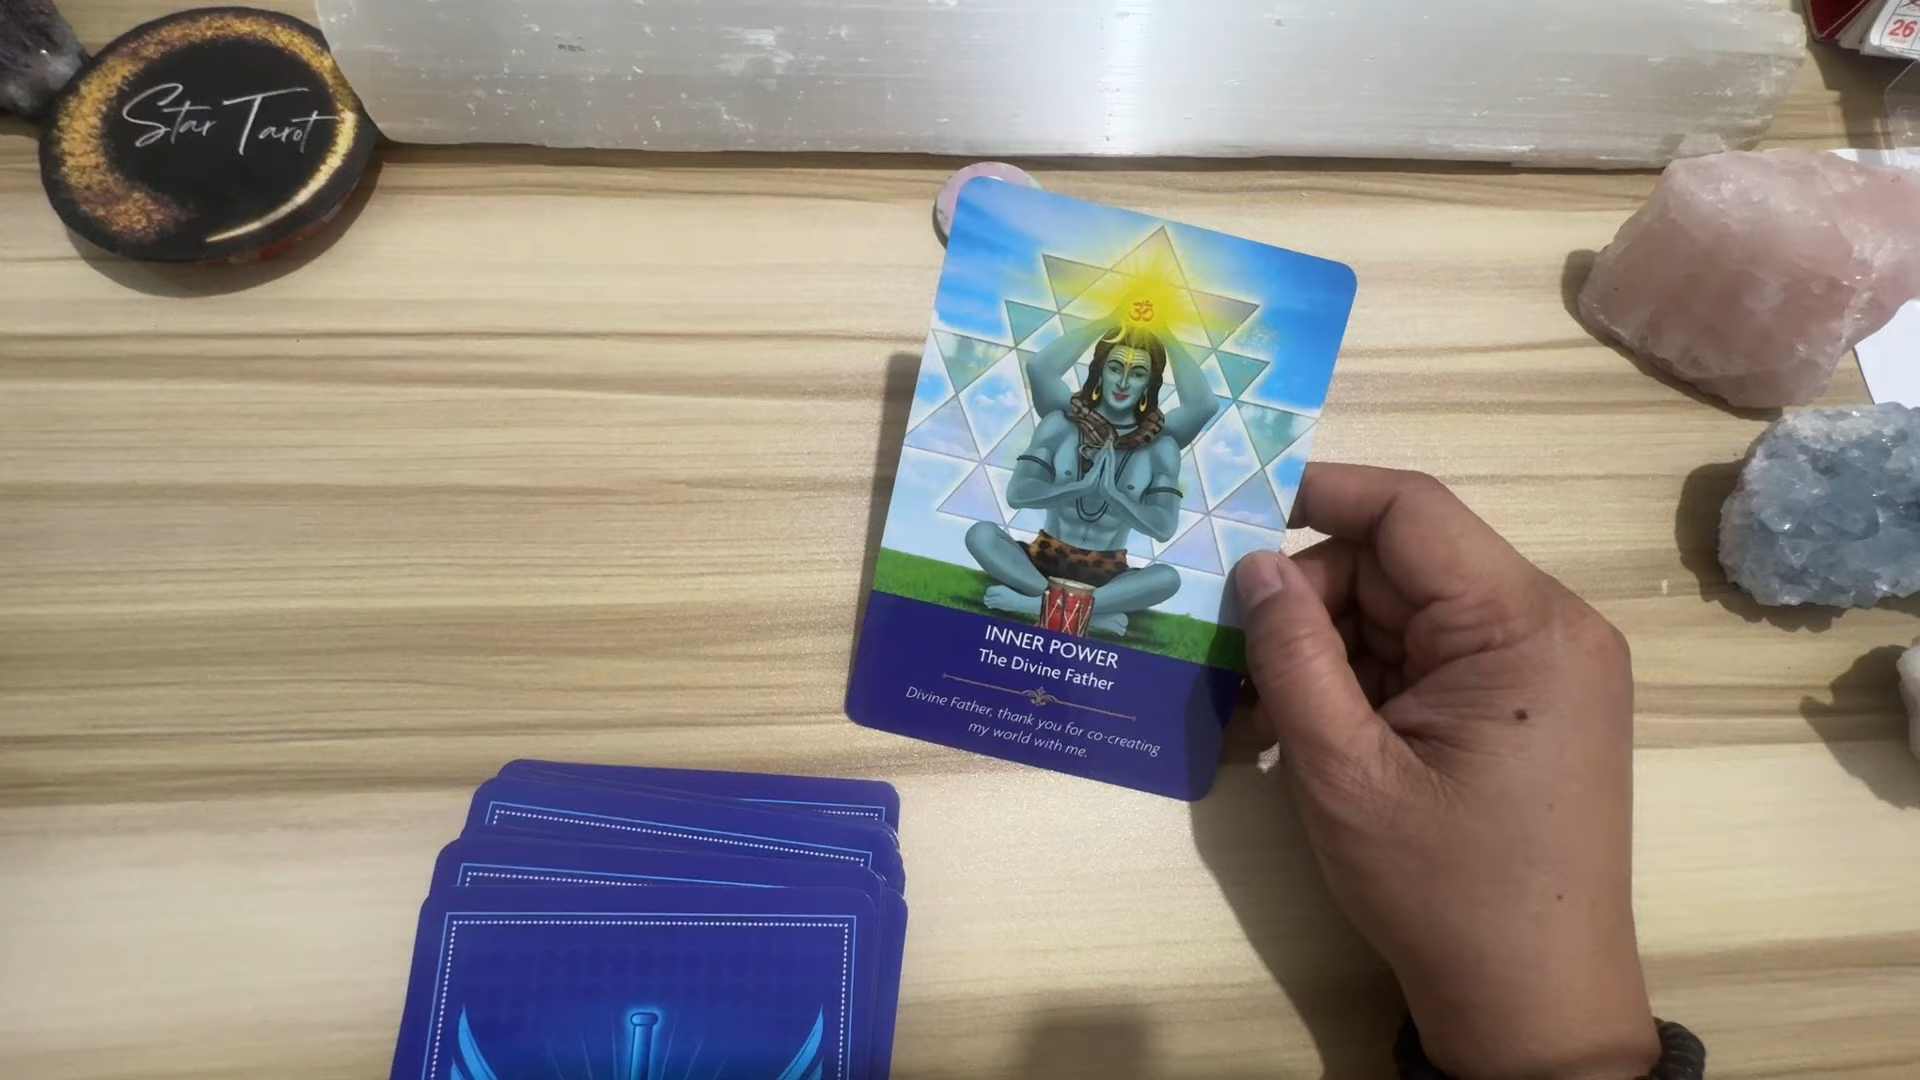 Star Tarot
26
ॐ
INNER POWER
The Divine Father
Divine Father, thank you for co-creating
my world with me.